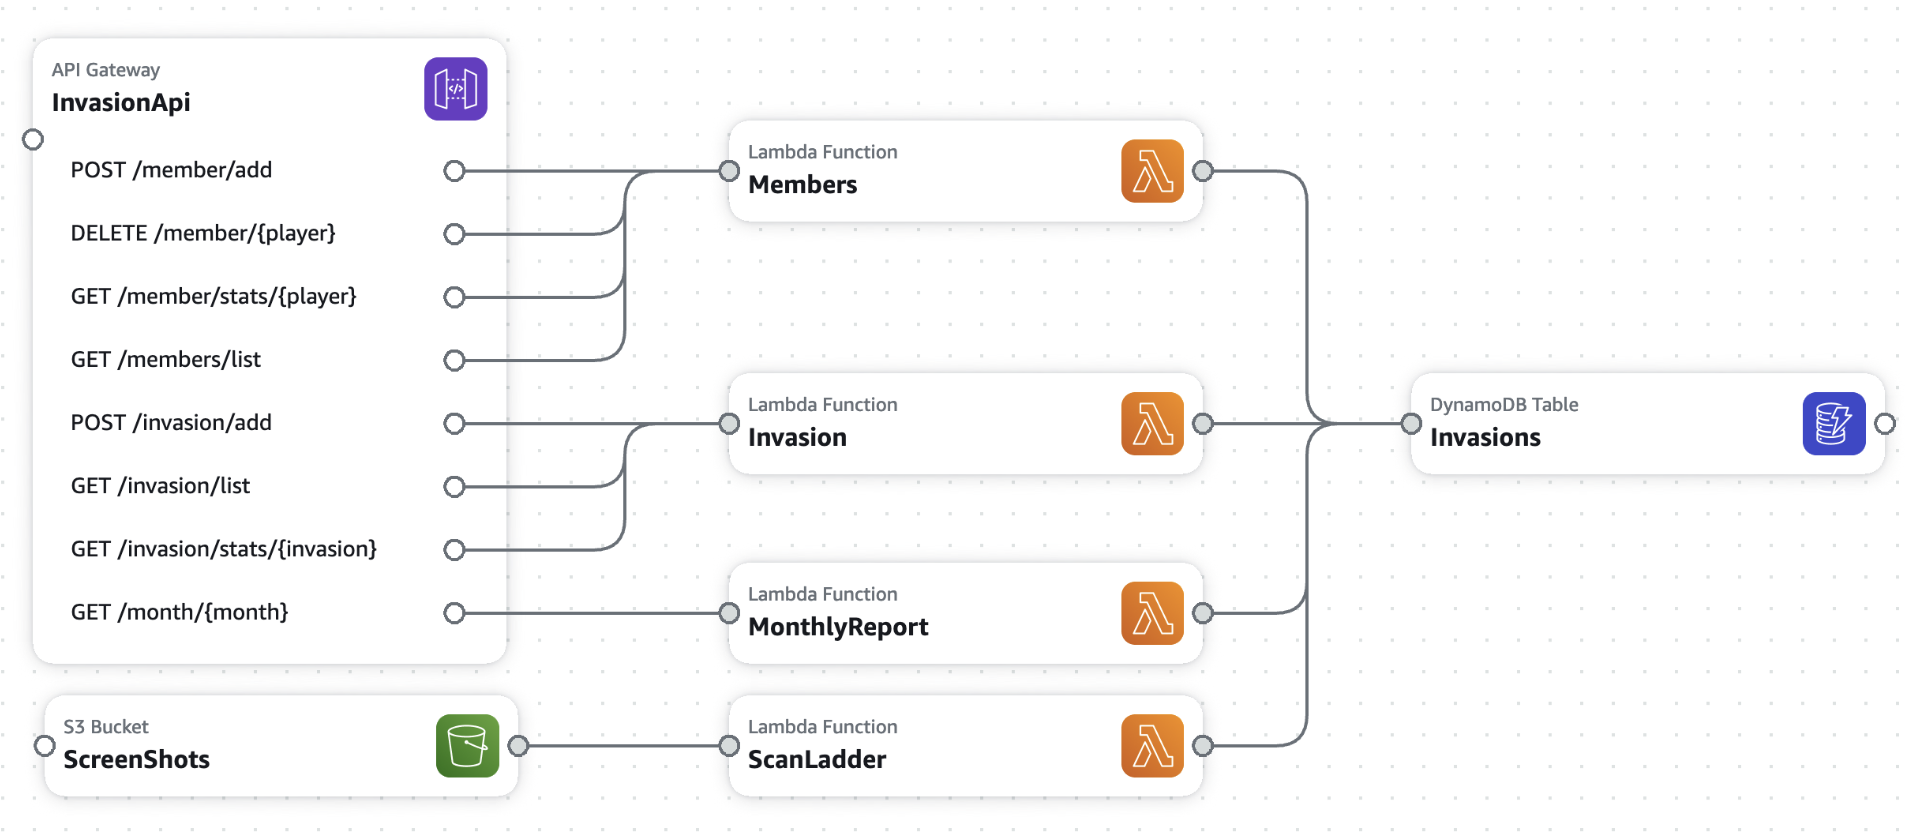 API Gateway
InvasionApi
POST /member/add
DELETE /member/{player}
GET /member/stats/{player}
GET /members/list
POST /invasion/add
GET /invasion/list
GET /invasion/stats/{invasion}
GET /month/{month}
S3 Bucket
ScreenShots
Lambda Function
Members
Lambda Function
Invasion
Lambda Function
MonthlyReport
Lambda Function
ScanLadder
DynamoDB Table
Invasions